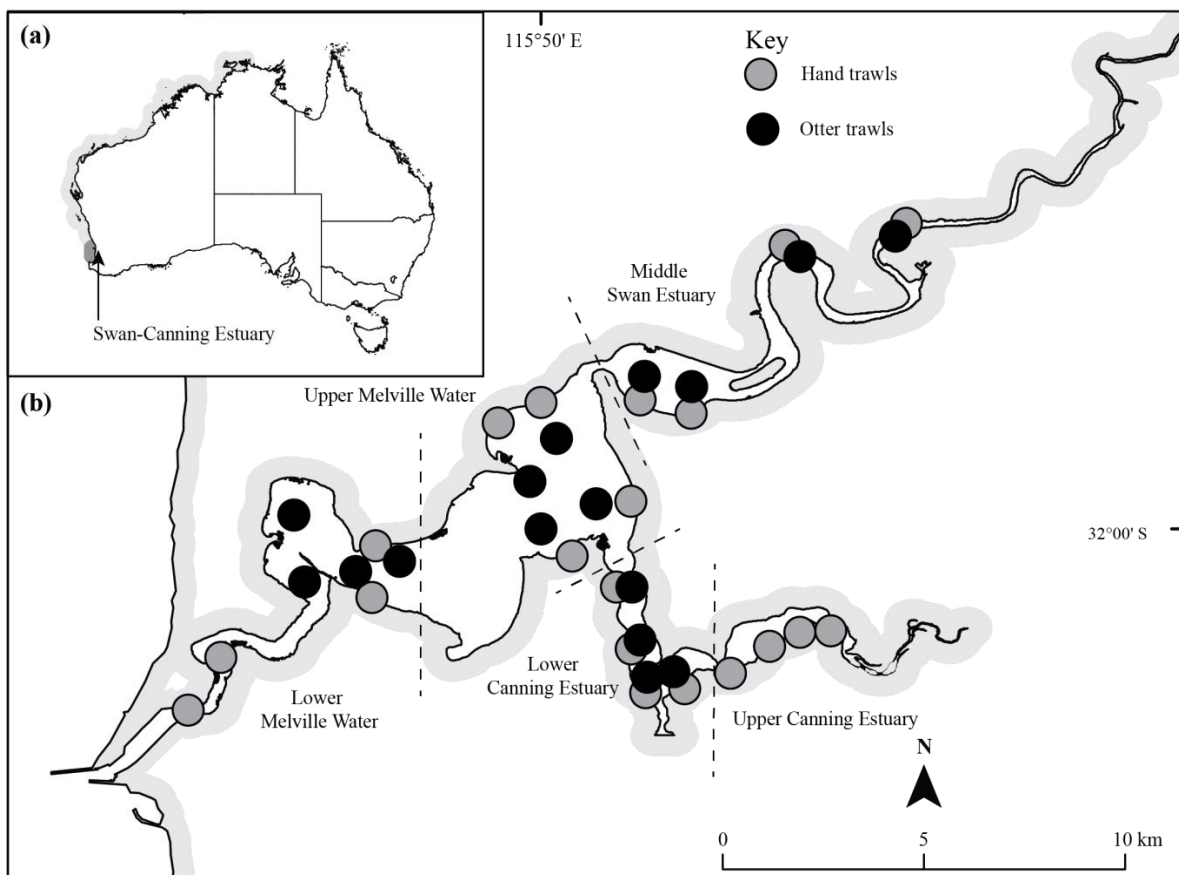 (a)
115°50' E
Key
Hand trawls
Otter trawls
Swan-Canning Estuary
Middle
Swan Estuary
Upper Melville Water
(b)
32°00' S
Lower
Canning Estuary
Lower
Melville Water
Upper Canning Estuary
N
0
5
10 km